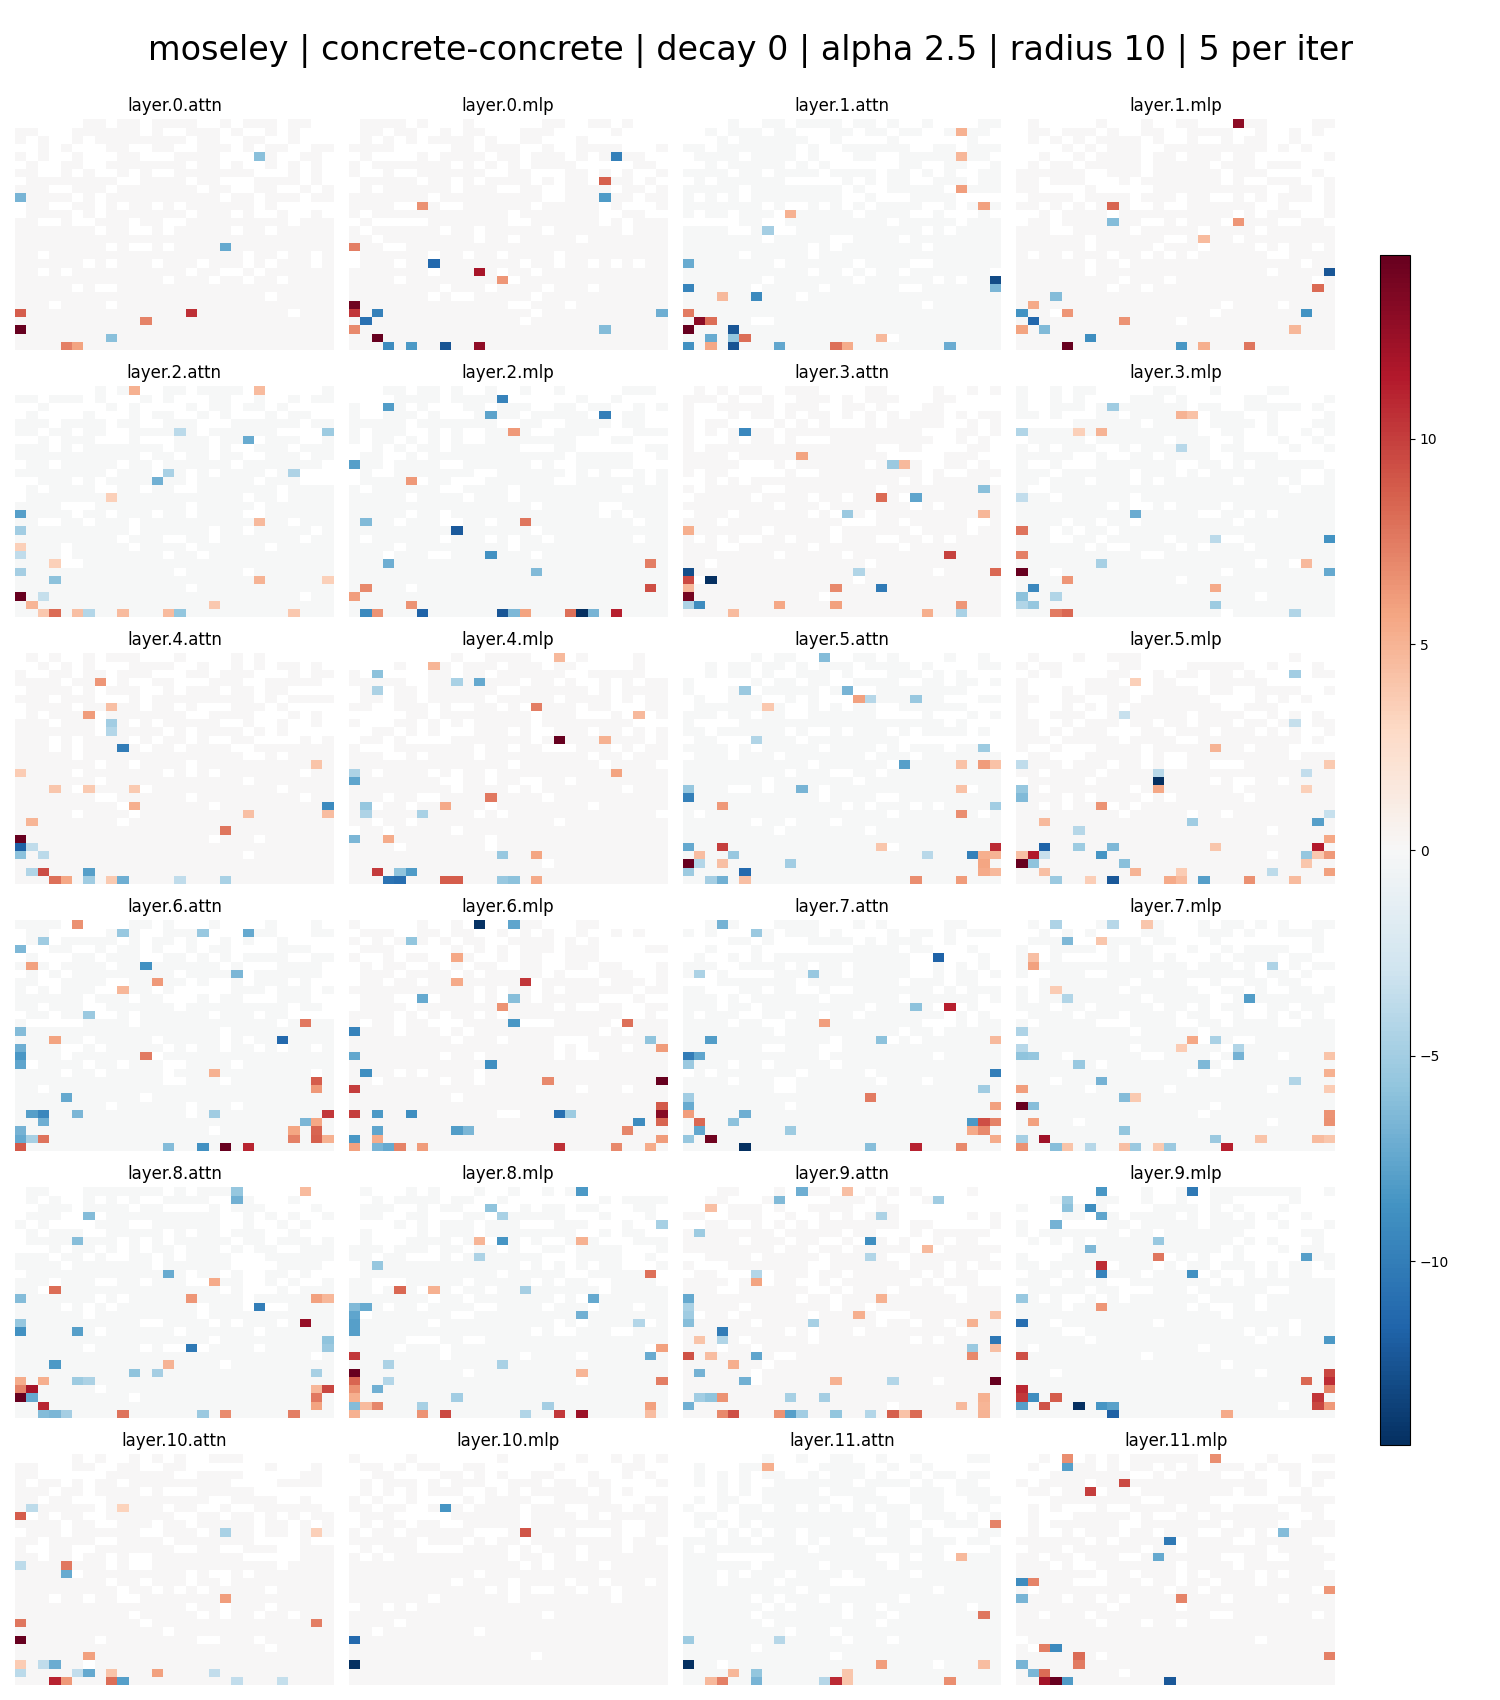 moseley | concrete-concrete | decay 0 | alpha 2.5 | radius 10 | 5 per iter
layer.0.attn
layer.0.mlp
layer.1.attn
layer.1.mlp
layer.2.attn
layer.2.mlp
layer.3.attn
layer.3.mlp
layer.4.attn
layer.4.mlp
layer.5.attn
layer.5.mlp
layer.6.attn
layer.6.mlp
layer.7.attn
layer.7.mlp
layer.8.attn
layer.8.mlp
layer.9.attn
layer.9.mlp
layer.10.attn
layer.10.mlp
layer.11.attn
layer.11.mlp
10
5
0
−5
−10